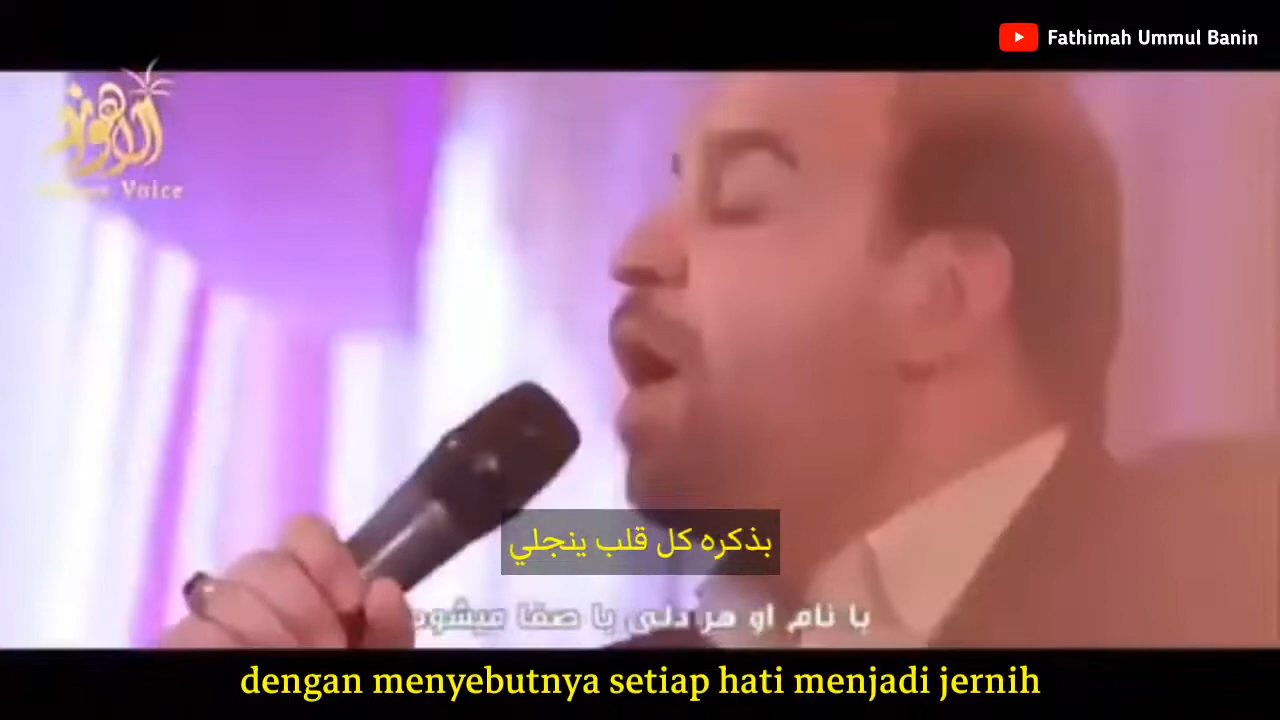 Fathimah Ummul Banin
الاهواز
Voice
بذكره كل قلب ينجلي
با نام او هر دلی با صفا میشود
dengan menyebutnya setiap hati menjadi jernih